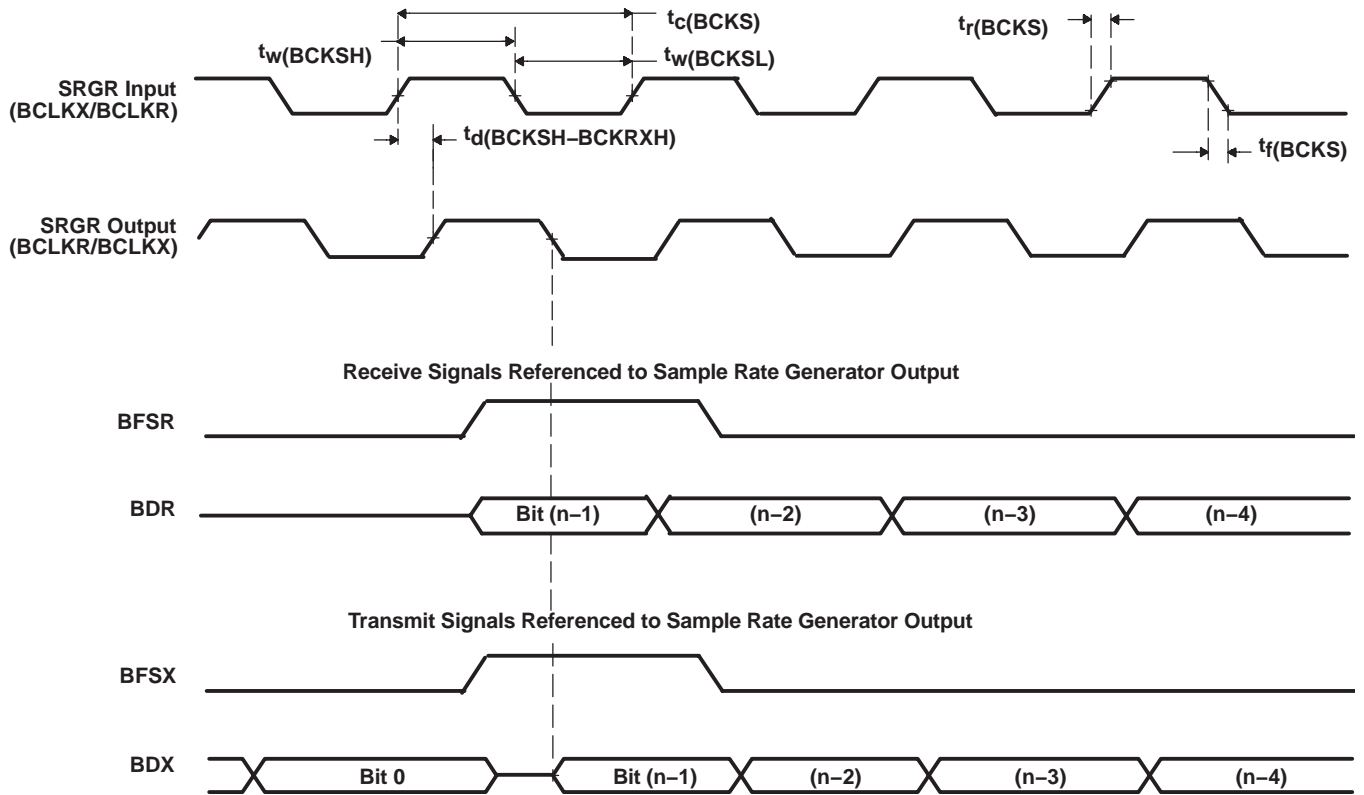 tc(BCKS)
tr(BCKS)
tw(BCKSH)
tw(BCKSL)
SRGR Input
(BCLKX/BCLKR)
td(BCKSH–BCKRXH)
tf(BCKS)
SRGR Output
(BCLKR/BCLKX)
Receive Signals Referenced to Sample Rate Generator Output
BFSR
BDR
Bit (n–1)
(n–2)
(n–3)
(n–4)
Transmit Signals Referenced to Sample Rate Generator Output
BFSX
BDX
Bit 0
Bit (n–1)
(n–2)
(n–3)
(n–4)